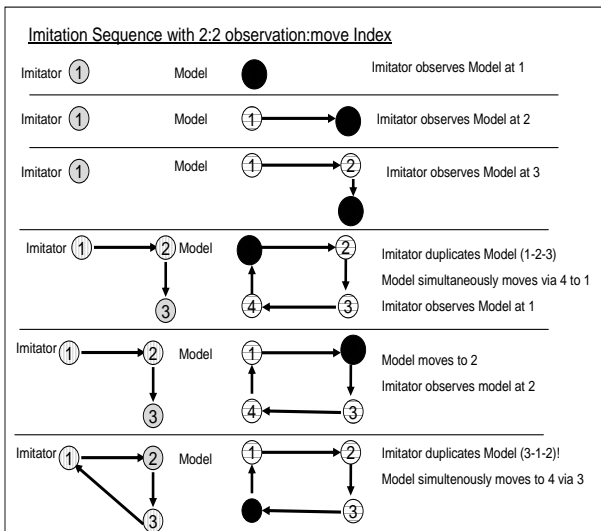 Imitation Sequence with 2:2 observation:move Index
Imitator 1 Model Imitator observes Model at 1
Imitator 1 Model 1 Imitator observes Model at 2
Imitator 1 Model 1 2 Imitator observes Model at 3
Imitator 1 2 Model 2 Imitator duplicates Model (1-2-3)
Model simultaneously moves via 4 to 1
3 4 3 Imitator observes Model at 1
Imitator 1 2 Model 1 Model moves to 2
Imitator observes model at 2
3 4 3
Imitator 1 2 Model 1 2 Imitator duplicates Model (3-1-2)!
Model simultenously moves to 4 via 3
3 3